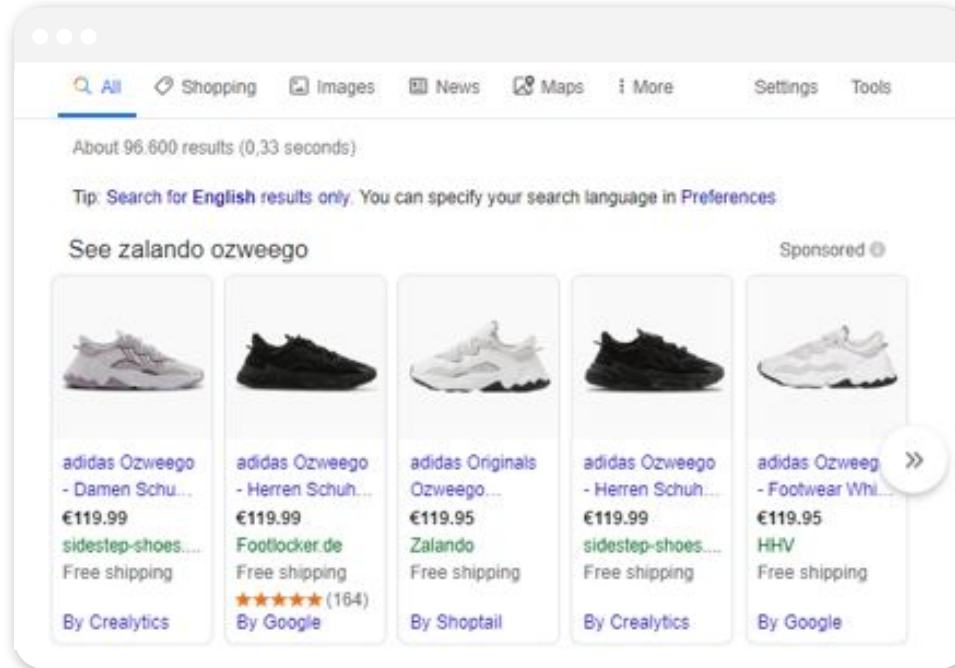 All Shopping Images News Maps More Settings Tools
About 96.600 results (0,33 seconds)
Tip: Search for English results only. You can specify your search language in Preferences
See zalando ozweego
Sponsored
adidas Ozweego
- Damen Schu...
€119.99
sidestep-shoes....
Free shipping
By Crealytics
adidas Ozweego
- Herren Schuh...
€119.99
Footlocker.de
Free shipping
★★★★★ (164)
By Google
adidas Originals
Ozweego...
€119.95
Zalando
Free shipping
By Shoptail
adidas Ozweego
- Herren Schuh...
€119.99
sidestep-shoes....
Free shipping
By Crealytics
adidas Ozweeg
- Footwear Whi...
€119.95
HHV
Free shipping
By Google